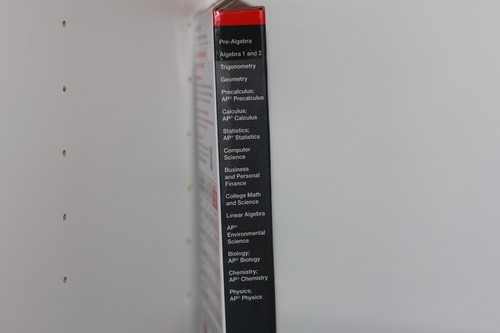 Pre-Algebra
Algebra 1 and 2
Trigonometry
Geometry
Precalculus;
AP® Precalculus
Calculus;
AP® Calculus
Statistics;
AP® Statistics
Computer
Science
Business
and Personal
Finance
College Math
and Science
Linear Algebra
AP®
Environmental
Science
Biology;
AP® Biology
Chemistry;
AP® Chemistry
Physics;
AP® Physics